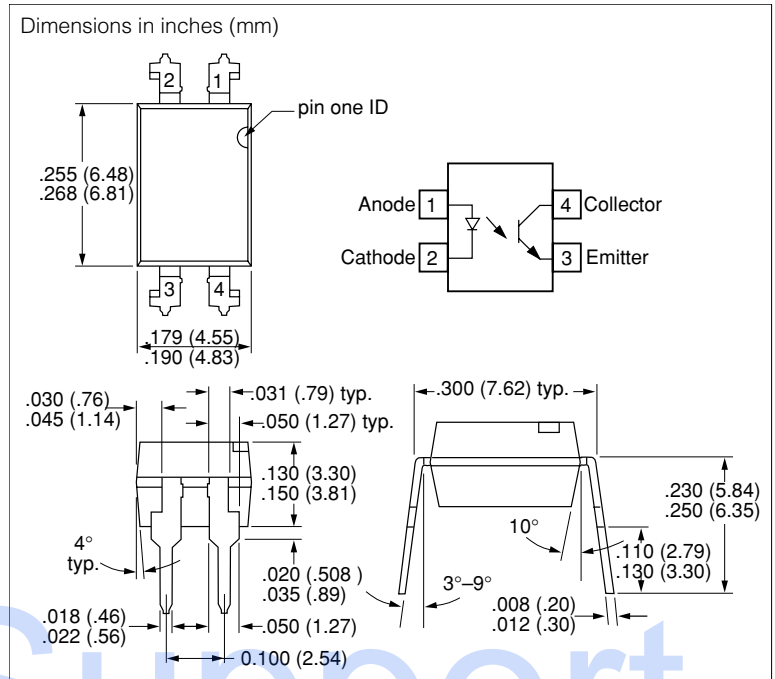 Dimensions in inches (mm)
2 1
pin one ID
.255 (6.48)
.268 (6.81)
Anode 1 4 Collector
Cathode 2 3 Emitter
3 4
.179 (4.55)
.190 (4.83)
.030 (.76)
.045 (1.14)
.031 (.79) typ.
.050 (1.27) typ.
.300 (7.62) typ.
.130 (3.30)
.150 (3.81)
.230 (5.84)
.250 (6.35)
4°
typ.
10°
.110 (2.79)
.130 (3.30)
.020 (.508 )
.035 (.89)
3°–9°
.018 (.46)
.022 (.56)
.050 (1.27)
.008 (.20)
.012 (.30)
0.100 (2.54)
Support